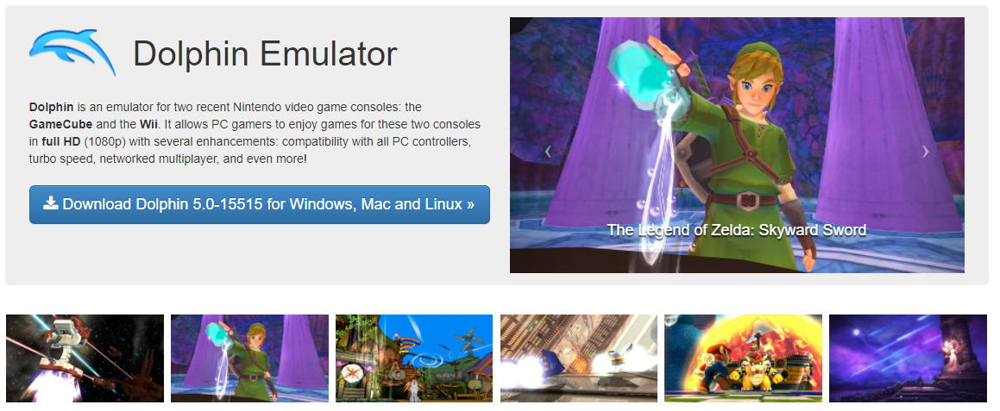 Dolphin Emulator
Dolphin is an emulator for two recent Nintendo video game consoles: the
GameCube and the Wii. It allows PC gamers to enjoy games for these two consoles
in full HD (1080p) with several enhancements: compatibility with all PC controllers,
turbo speed, networked multiplayer, and even more!
Download Dolphin 5.0-15515 for Windows, Mac and Linux »
‹
›
The Legend of Zelda: Skyward Sword